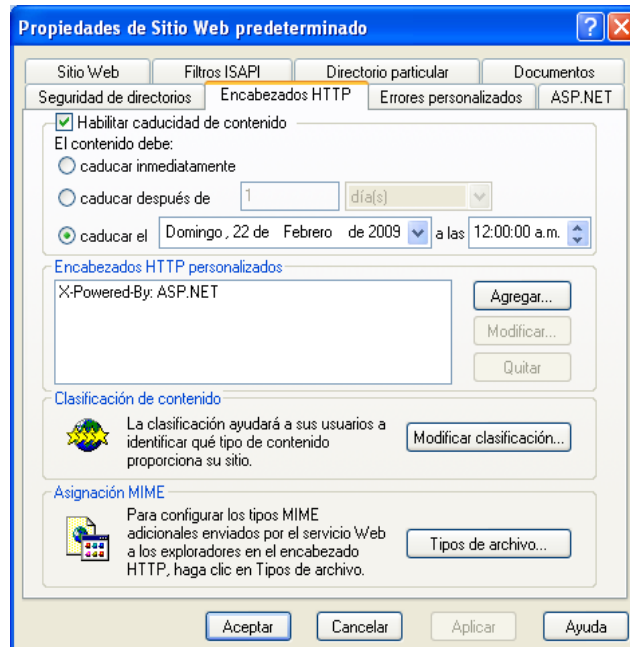 Propiedades de Sitio Web predeterminado
Sitio Web
Filtros ISAPI
Directorio particular
Documentos
Seguridad de directorios
Encabezados HTTP
Errores personalizados
ASP.NET
Habilitar caducidad de contenido
El contenido debe:
caducar inmediatamente
caducar después de 1 día(s)
caducar el Domingo , 22 de Febrero de 2009 a las 12:00:00 a.m.
Encabezados HTTP personalizados
X-Powered-By: ASP.NET
Agregar...
Modificar...
Quitar
Clasificación de contenido
La clasificación ayudará a sus usuarios a
identificar qué tipo de contenido
proporciona su sitio.
Modificar clasificación...
Asignación MIME
Para configurar los tipos MIME
adicionales enviados por el servicio Web
a los exploradores en el encabezado
HTTP, haga clic en Tipos de archivo.
Tipos de archivo...
Aceptar
Cancelar
Aplicar
Ayuda